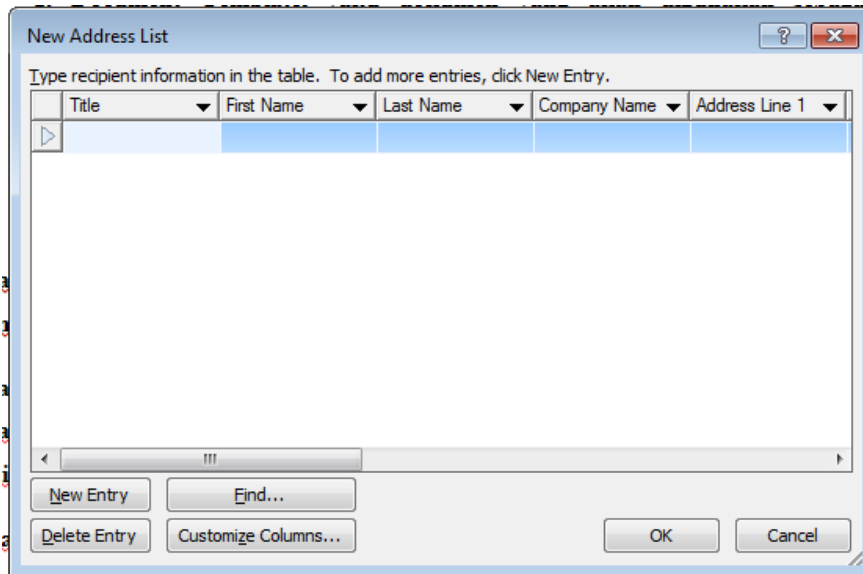 New Address List
Type recipient information in the table. To add more entries, click New Entry.
Title First Name Last Name Company Name Address Line 1
New Entry Find...
Delete Entry Customize Columns... OK Cancel